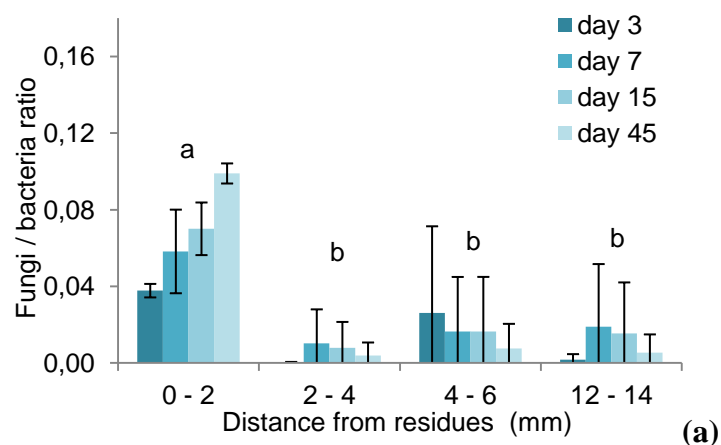 day 3
day 7
day 15
day 45
Fungi / bacteria ratio
0,16
0,12
0,08
0,04
0,00
a
b
b
b
0 - 2
2 - 4
4 - 6
12 - 14
Distance from residues (mm)
(a)